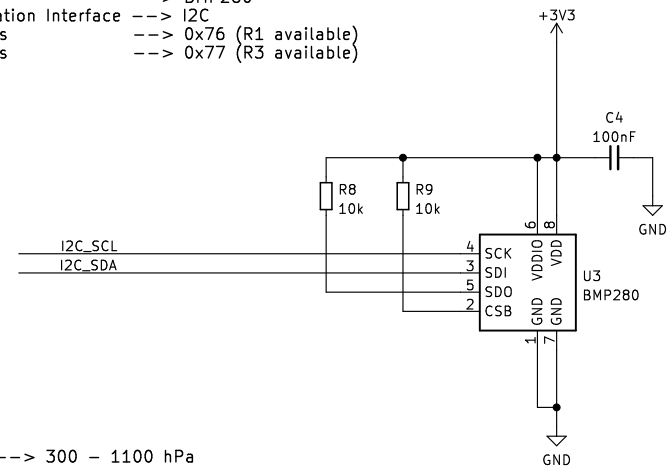 --> BMP280
ation Interface --> I2C
s --> 0x76 (R1 available)
s --> 0x77 (R3 available)
+3V3
C4
100nF
GND
R8
10k
R9
10k
6
8
I2C_SCL
I2C_SDA
4
3
5
2
SCK
SDI
SDO
CSB
VDDIO
VDD
GND
GND
U3
BMP280
1
7
GND
--> 300 - 1100 hPa